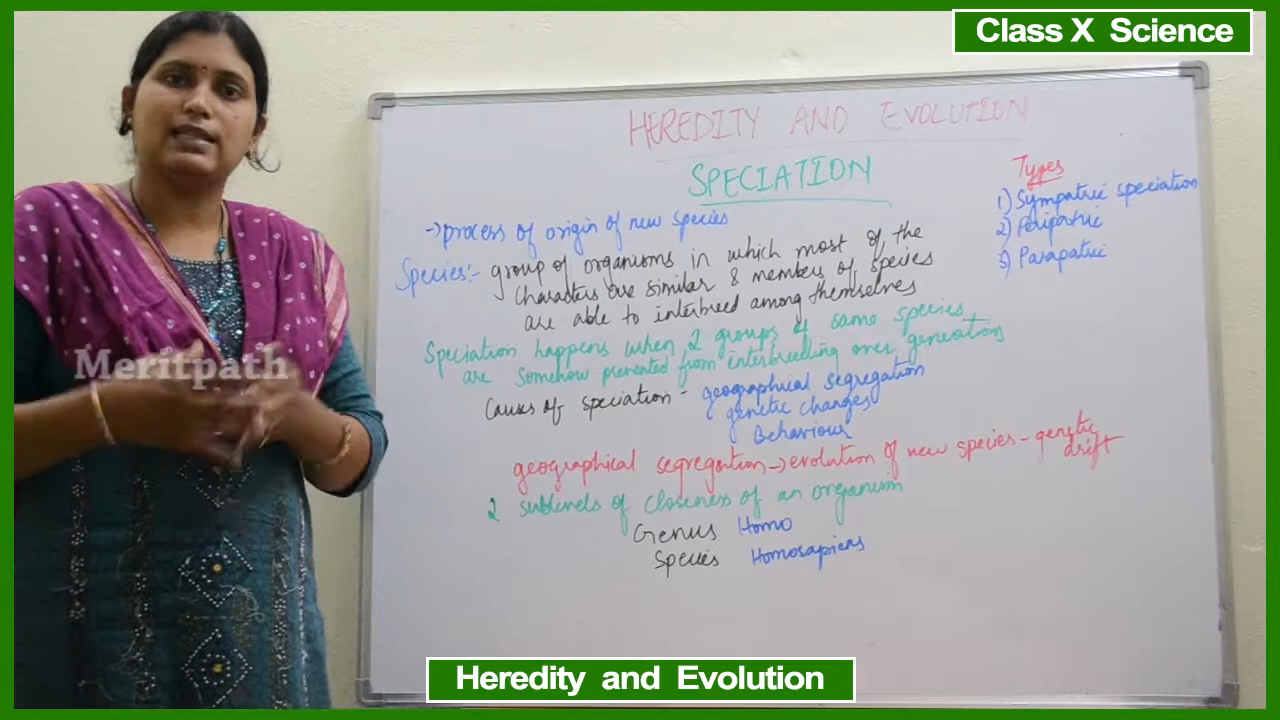 Class X Science
HEREDITY AND EVOLUTION
SPECIATION
→ process of origin of new species
Species:- group of organisms in which most of the
characters are similar & members of species
are able to interbreed among themselves
Speciation happens when 2 groups of same species
are somehow prevented from interbreeding over generations
Causes of speciation - geographical segregation
genetic changes
Behaviour
geographical segregation → evolution of new species - genetic
drift
2 sublevels of closeness of an organism
Genus Homo
Species Homosapiens
Types
1) Sympatric speciation
2) Peripatric
3) Parapatric
Meritpath
Heredity and Evolution